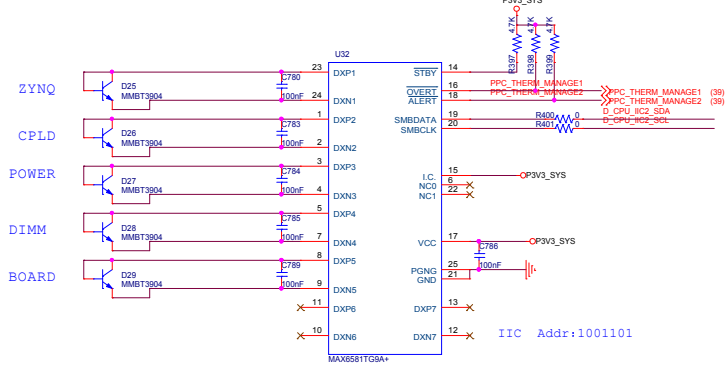 P3V3_SYS
4.7K
4.7K
4.7K
R397
R398
R399
U32
MAX6581TG9A+
ZYNQ
D25
MMBT3904
C780
100nF
23
DXP1
24
DXN1
CPLD
D26
MMBT3904
C783
100nF
1
DXP2
2
DXN2
POWER
D27
MMBT3904
C784
100nF
3
DXP3
4
DXN3
DIMM
D28
MMBT3904
C785
100nF
5
DXP4
7
DXN4
BOARD
D29
MMBT3904
C789
100nF
8
DXP5
9
DXN5
11
DXP6
10
DXN6
STBY
14
OVERT
16
PPC_THERM_MANAGE1
PPC_THERM_MANAGE1 (39)
ALERT
18
PPC_THERM_MANAGE2
PPC_THERM_MANAGE2 (39)
SMBDATA
19
R400
0
D_CPU_IIC2_SDA
SMBCLK
20
R401
0
D_CPU_IIC2_SCL
I.C.
15
P3V3_SYS
NC0
6
NC1
22
VCC
17
P3V3_SYS
C786
100nF
PGNG
25
GND
21
DXP7
13
DXN7
12
IIC Addr:1001101